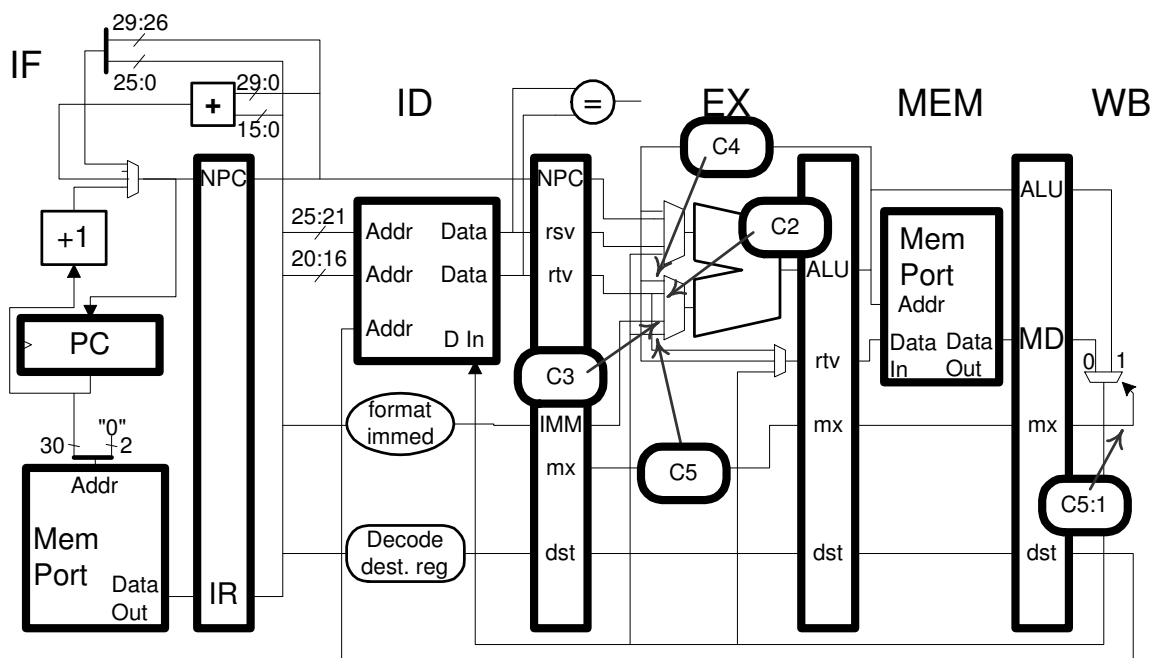 29:26
IF
25:0
29:0
+
15:0
ID
=
EX
MEM
WB
C4
NPC
NPC
ALU
+1
25:21
Addr
Data
rsv
C2
Mem
Port
20:16
Addr
Data
rtv
ALU
Addr
Addr
D In
PC
Data
In
Data
Out
MD
rtv
0
1
C3
format
immed
IMM
mx
mx
"0"
30
2
Addr
mx
C5
C5:1
Mem
Port
Decode
dest. reg
dst
dst
dst
Data
Out
IR